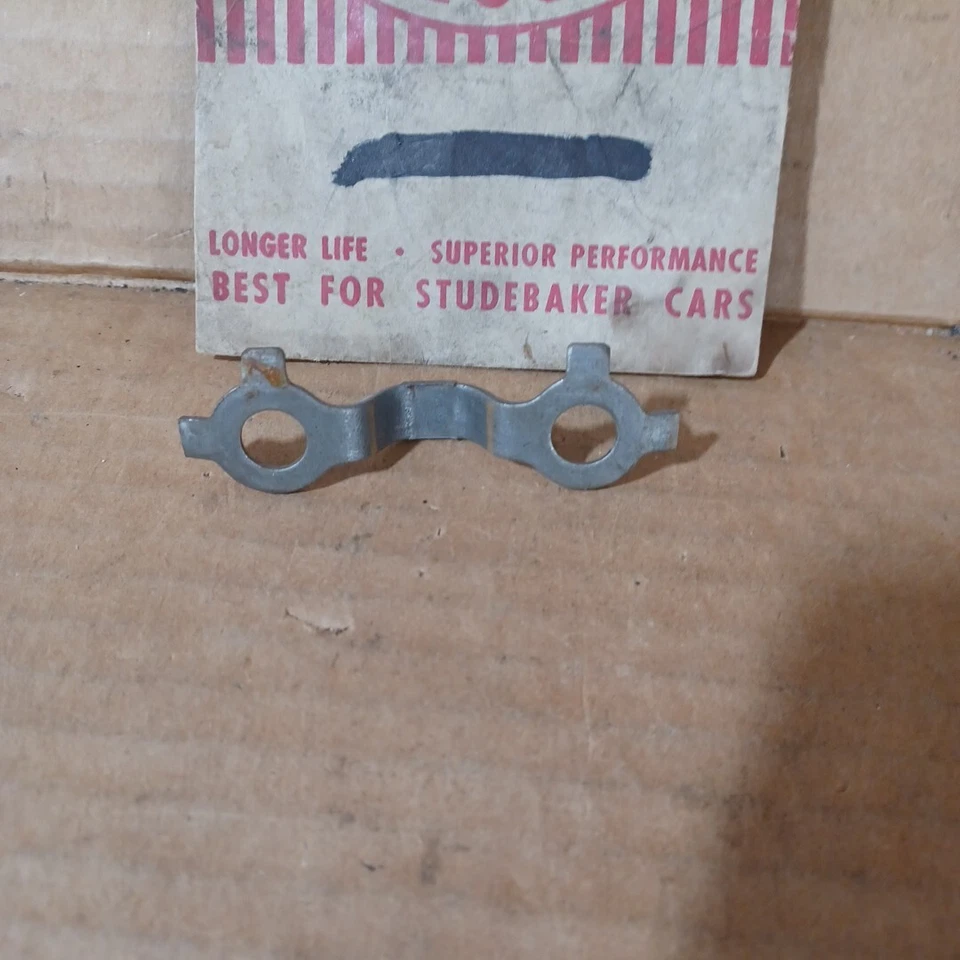 LONGER LIFE • SUPERIOR PERFORMANCE
BEST FOR STUDEBAKER CARS